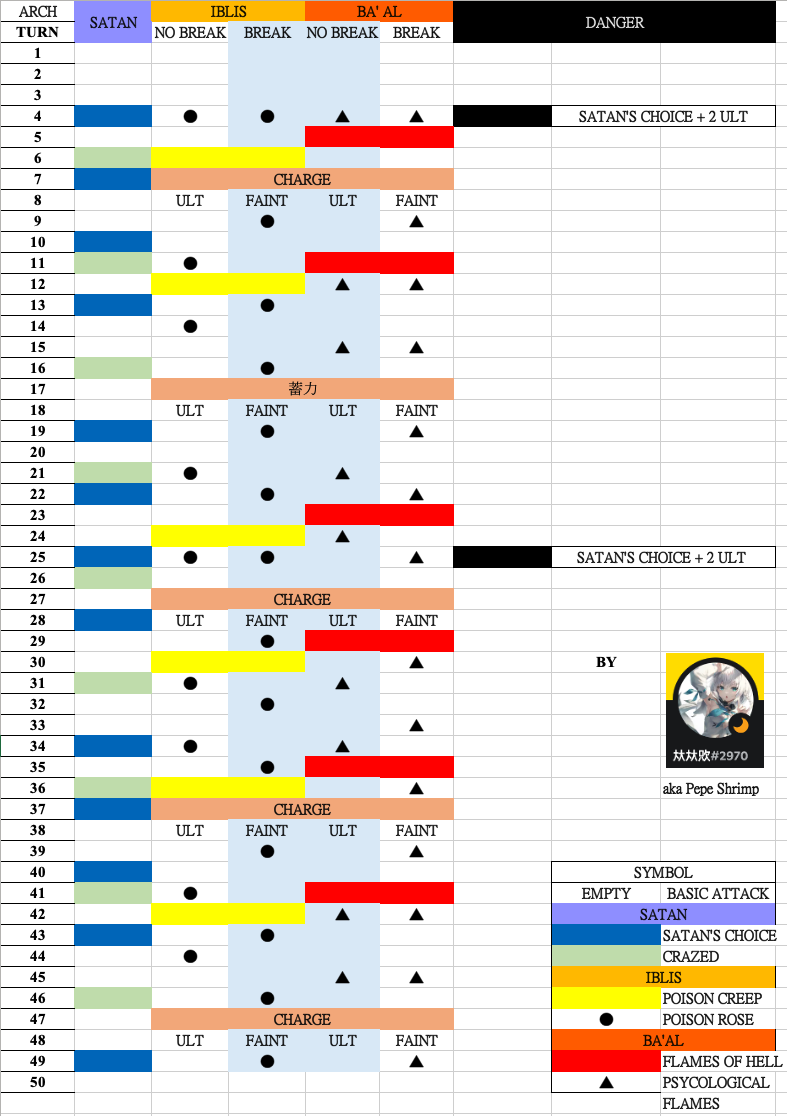 ARCH SATAN IBLIS BA' AL DANGER
TURN NO BREAK BREAK NO BREAK BREAK
1
2
3
4 SATAN'S CHOICE + 2 ULT
5
6
7 CHARGE
8 ULT FAINT ULT FAINT
9
10
11
12
13
14
15
16
17 蓄力
18 ULT FAINT ULT FAINT
19
20
21
22
23
24
25 SATAN'S CHOICE + 2 ULT
26
27 CHARGE
28 ULT FAINT ULT FAINT
29
30 BY
31
32
33
34
35 㚘㚘敗#2970
36 aka Pepe Shrimp
37 CHARGE
38 ULT FAINT ULT FAINT
39
40 SYMBOL
41 EMPTY BASIC ATTACK
42 SATAN
43 SATAN'S CHOICE
44 CRAZED
45 IBLIS
46 POISON CREEP
47 CHARGE POISON ROSE
48 ULT FAINT ULT FAINT BA'AL
49 FLAMES OF HELL
50 PSYCOLOGICAL
FLAMES